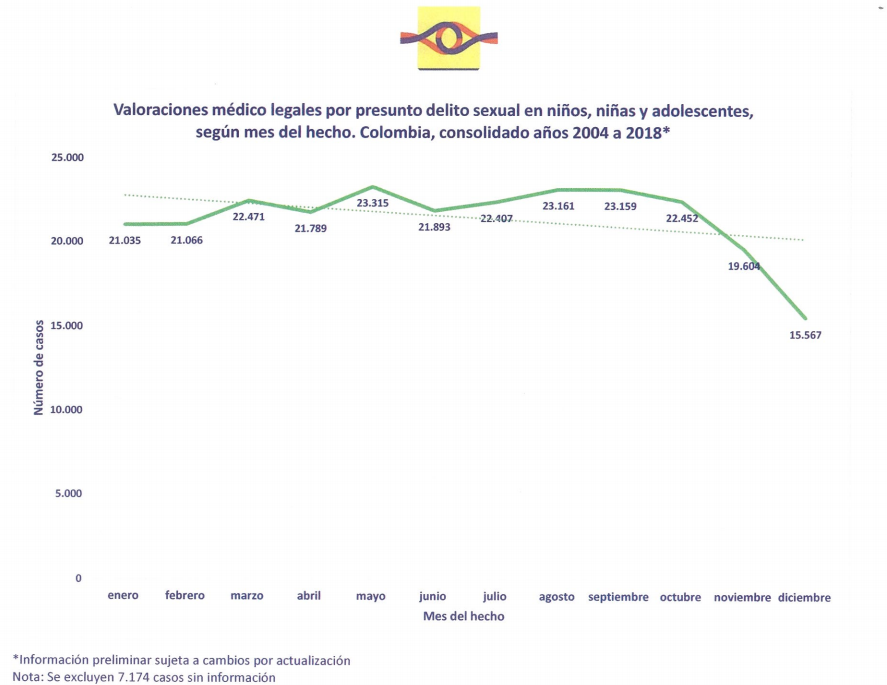 Valoraciones médico legales por presunto delito sexual en niños, niñas y adolescentes,
según mes del hecho. Colombia, consolidado años 2004 a 2018*
25.000
20.000
15.000
10.000
5.000
0
Número de casos
21.035
21.066
22.471
21.789
23.315
21.893
22.407
23.161
23.159
22.452
19.604
15.567
enero febrero marzo abril mayo junio julio agosto septiembre octubre noviembre diciembre
Mes del hecho
*Información preliminar sujeta a cambios por actualización
Nota: Se excluyen 7.174 casos sin información